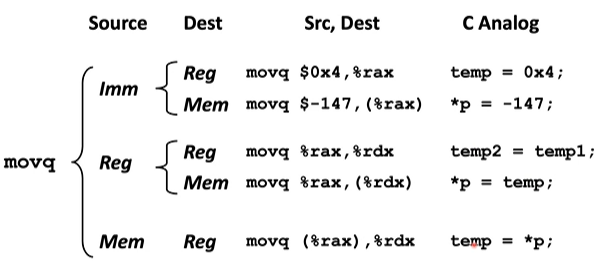 Source Dest Src, Dest C Analog
Reg movq $0x4,%rax temp = 0x4;
Imm
Mem movq $-147,(%rax) *p = -147;
Reg movq %rax,%rdx temp2 = temp1;
movq Reg
Mem movq %rax,(%rdx) *p = temp;
Mem Reg movq (%rax),%rdx temp = *p;